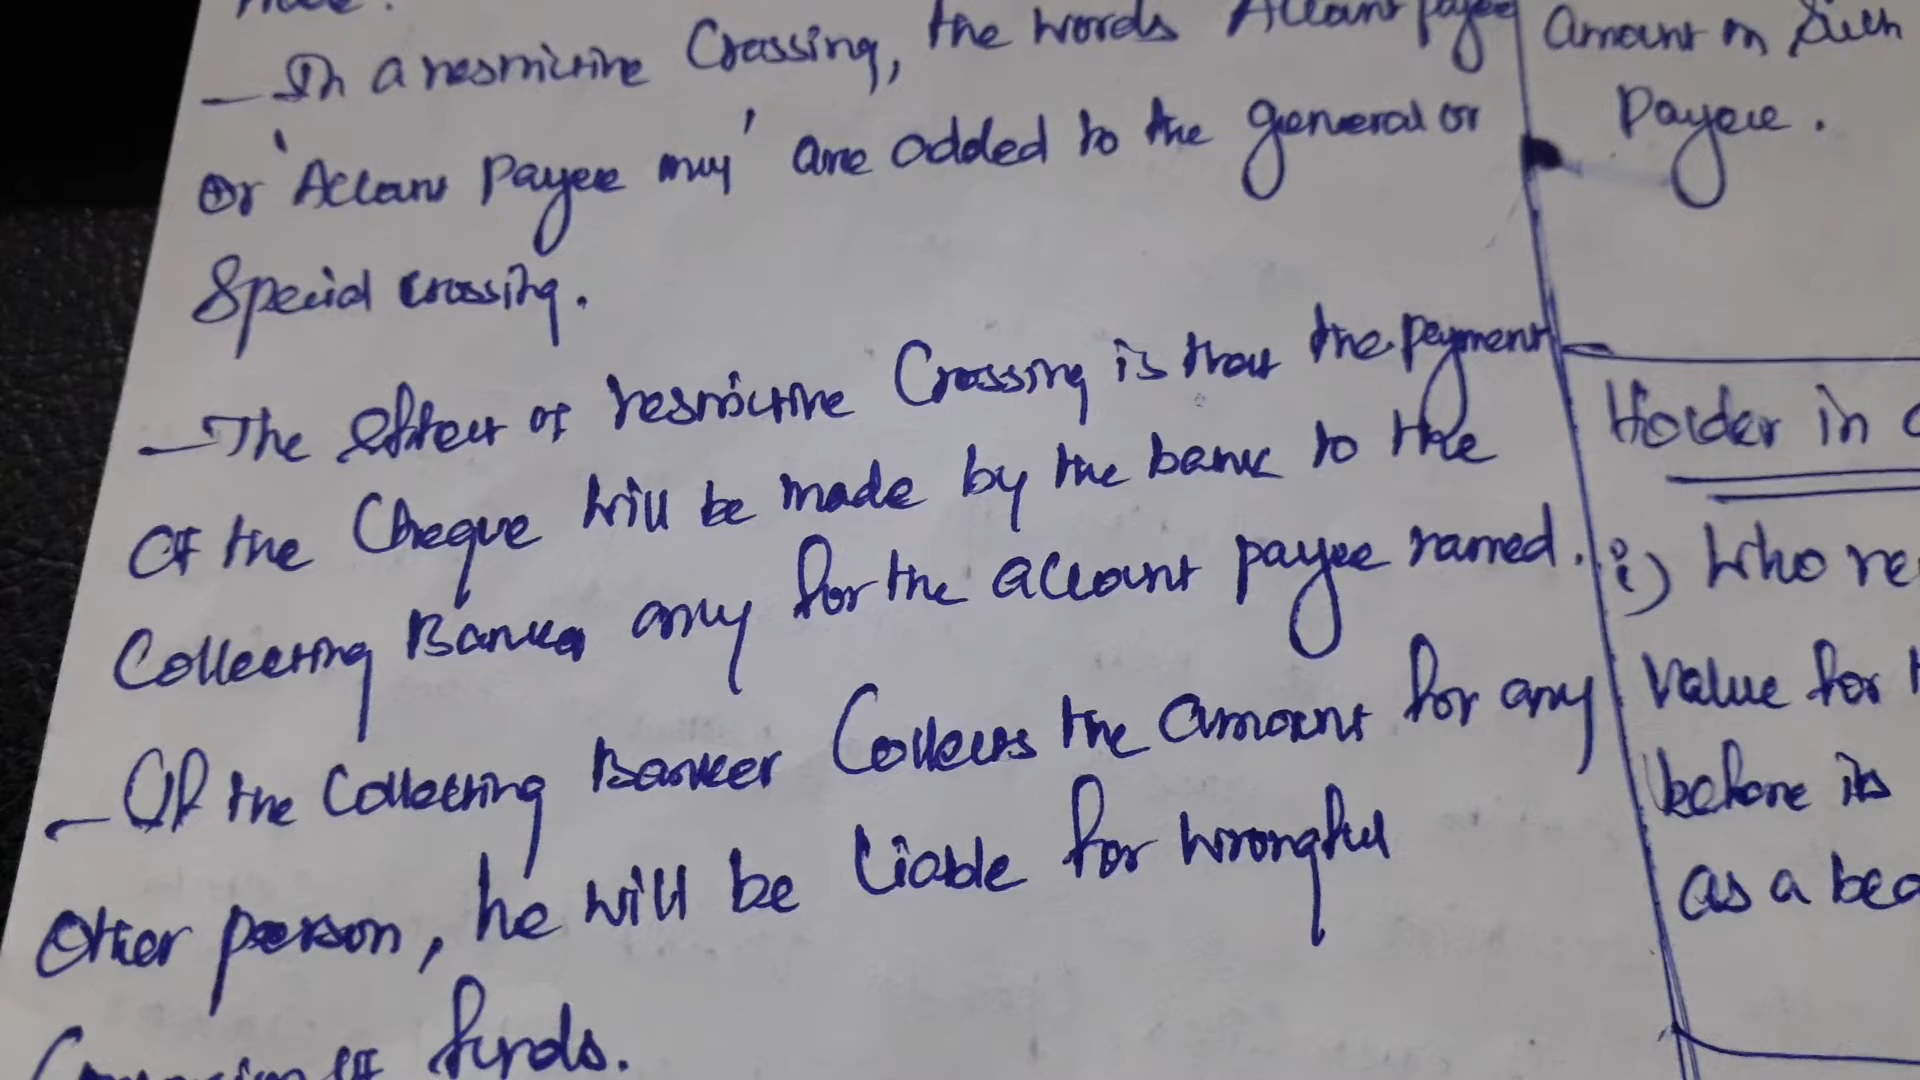 - In a restrictive Crossing, the words Account payee
or 'Account Payee only' are added to the general or
Special crossing.
- The effect of restrictive Crossing is that the payment
of the Cheque will be made by the bank to the
Collecting Banker only for the account payee named.
- If the Collecting Banker Collects the amount for any
other person, he will be liable for wrongful
of funds.
Amount on such
Payee.
Holder in
i) Who re
Value for
before its
as a bea